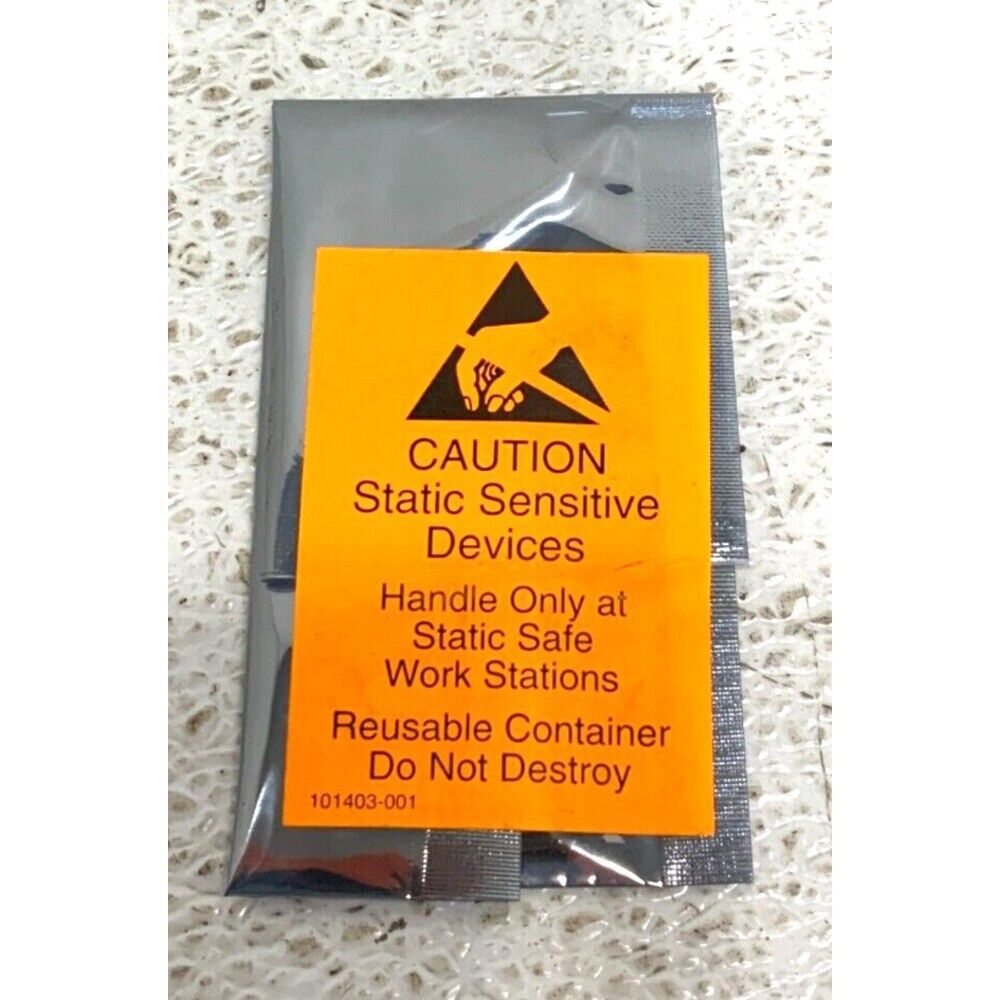 CAUTION
Static Sensitive
Devices
Handle Only at
Static Safe
Work Stations
Reusable Container
Do Not Destroy
101403-001